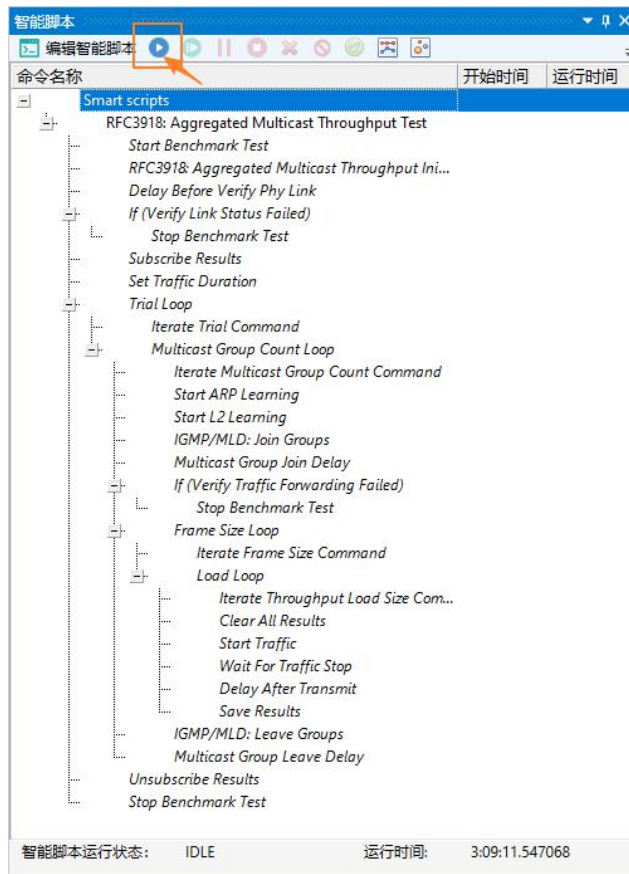 智能脚本
编辑智能脚本
命令名称 开始时间 运行时间
Smart scripts
RFC3918: Aggregated Multicast Throughput Test
Start Benchmark Test
RFC3918: Aggregated Multicast Throughput Ini...
Delay Before Verify Phy Link
If (Verify Link Status Failed)
Stop Benchmark Test
Subscribe Results
Set Traffic Duration
Trial Loop
Iterate Trial Command
Multicast Group Count Loop
Iterate Multicast Group Count Command
Start ARP Learning
Start L2 Learning
IGMP/MLD: Join Groups
Multicast Group Join Delay
If (Verify Traffic Forwarding Failed)
Stop Benchmark Test
Frame Size Loop
Iterate Frame Size Command
Load Loop
Iterate Throughput Load Size Com...
Clear All Results
Start Traffic
Wait For Traffic Stop
Delay After Transmit
Save Results
IGMP/MLD: Leave Groups
Multicast Group Leave Delay
Unsubscribe Results
Stop Benchmark Test
智能脚本运行状态: IDLE 运行时间: 3:09:11.547068